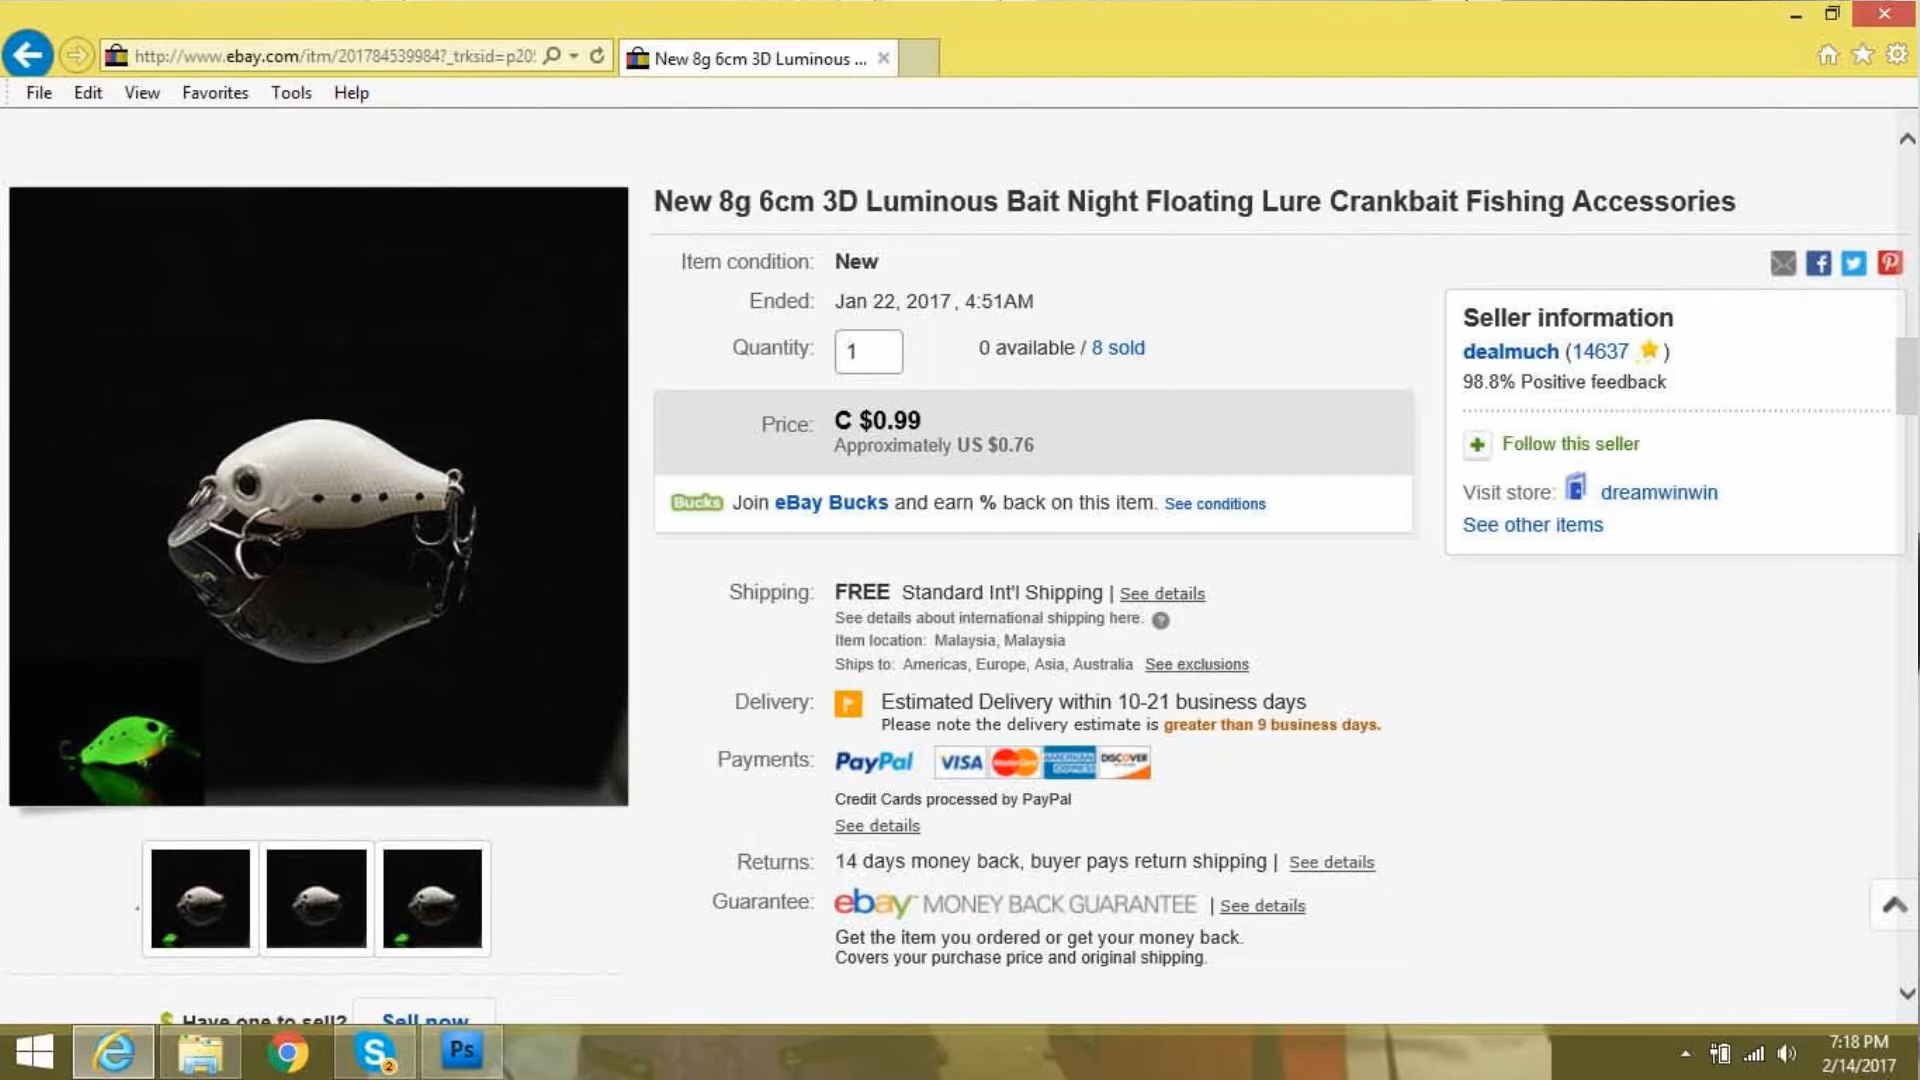 http://www.ebay.com/itm/201784539984?_trksid=p20
New 8g 6cm 3D Luminous ...
File Edit View Favorites Tools Help
New 8g 6cm 3D Luminous Bait Night Floating Lure Crankbait Fishing Accessories
Item condition: New
Ended: Jan 22, 2017, 4:51AM
Quantity: 1 0 available / 8 sold
Price: C $0.99
Approximately US $0.76
Bucks Join eBay Bucks and earn % back on this item. See conditions
Seller information
dealmuch (14637 )
98.8% Positive feedback
Follow this seller
Visit store: dreamwinwin
See other items
Shipping: FREE Standard Int'l Shipping | See details
See details about international shipping here. ?
Item location: Malaysia, Malaysia
Ships to: Americas, Europe, Asia, Australia See exclusions
Delivery: Estimated Delivery within 10-21 business days
Please note the delivery estimate is greater than 9 business days.
Payments: PayPal VISA MasterCard AMERICAN EXPRESS DISCOVER
Credit Cards processed by PayPal
See details
Returns: 14 days money back, buyer pays return shipping | See details
Guarantee: ebay MONEY BACK GUARANTEE | See details
Get the item you ordered or get your money back.
Covers your purchase price and original shipping.
Have one to sell? Sell now
S 2 Ps
7:18 PM
2/14/2017